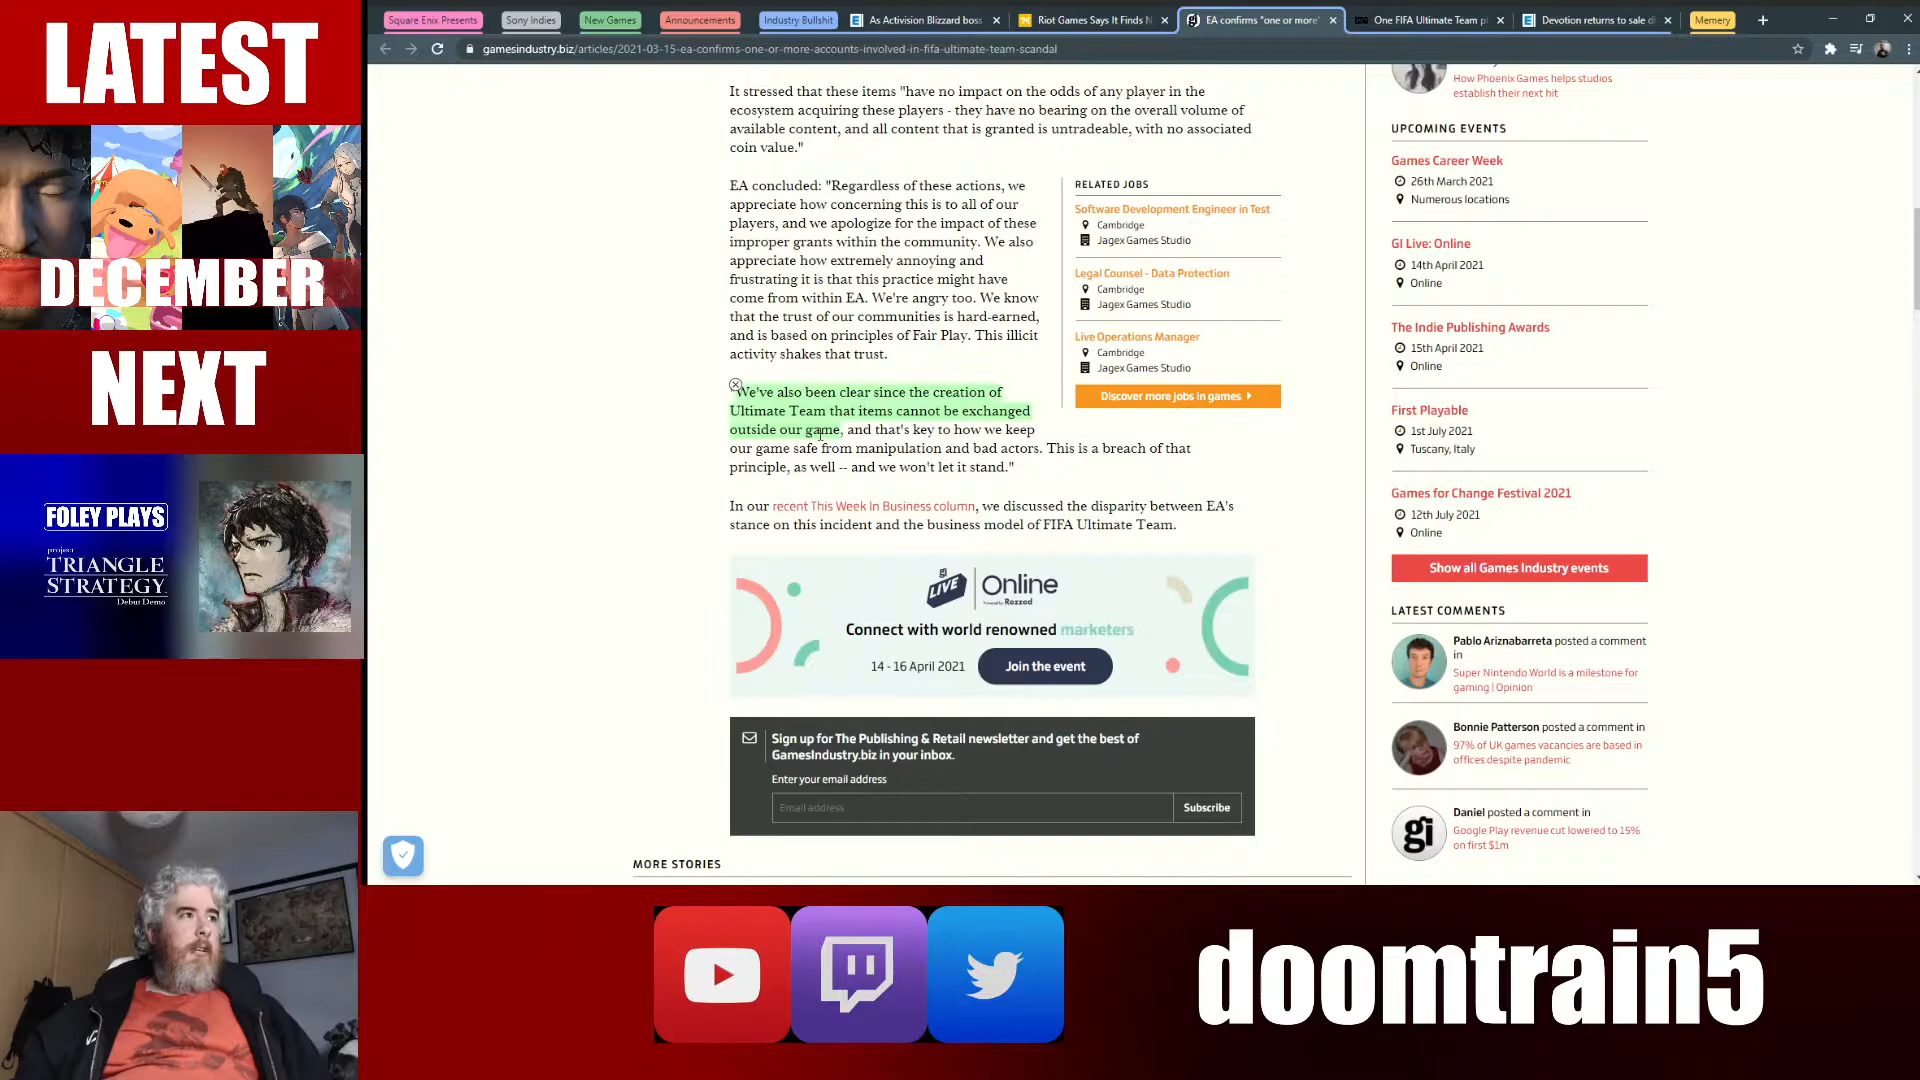 LATEST
DECEMBER
NEXT
FOLEY PLAYS
project
TRIANGLE
STRATEGY
Debut Demo
Square Enix Presents
Sony Indies
New Games
Announcements
Industry Bullshit
As Activision Blizzard boss
Riot Games Says It Finds N
EA confirms "one or more"
One FIFA Ultimate Team pl
Devotion returns to sale di
Memery
gamesindustry.biz/articles/2021-03-15-ea-confirms-one-or-more-accounts-involved-in-fifa-ultimate-team-scandal
It stressed that these items "have no impact on the odds of any player in the
ecosystem acquiring these players - they have no bearing on the overall volume of
available content, and all content that is granted is untradeable, with no associated
coin value."
EA concluded: "Regardless of these actions, we
appreciate how concerning this is to all of our
players, and we apologize for the impact of these
improper grants within the community. We also
appreciate how extremely annoying and
frustrating it is that this practice might have
come from within EA. We're angry too. We know
that the trust of our communities is hard-earned,
and is based on principles of Fair Play. This illicit
activity shakes that trust.
"We've also been clear since the creation of
Ultimate Team that items cannot be exchanged
outside our game, and that's key to how we keep
our game safe from manipulation and bad actors. This is a breach of that
principle, as well -- and we won't let it stand."
In our recent This Week In Business column, we discussed the disparity between EA's
stance on this incident and the business model of FIFA Ultimate Team.
RELATED JOBS
Software Development Engineer in Test
Cambridge
Jagex Games Studio
Legal Counsel - Data Protection
Cambridge
Jagex Games Studio
Live Operations Manager
Cambridge
Jagex Games Studio
Discover more jobs in games
gi LIVE Online
Powered by Rezzed
Connect with world renowned marketers
14 - 16 April 2021
Join the event
Sign up for The Publishing & Retail newsletter and get the best of
GamesIndustry.biz in your inbox.
Enter your email address
Email address
Subscribe
MORE STORIES
How Phoenix Games helps studios
establish their next hit
UPCOMING EVENTS
Games Career Week
26th March 2021
Numerous locations
GI Live: Online
14th April 2021
Online
The Indie Publishing Awards
15th April 2021
Online
First Playable
1st July 2021
Tuscany, Italy
Games for Change Festival 2021
12th July 2021
Online
Show all Games Industry events
LATEST COMMENTS
Pablo Ariznabarreta posted a comment
in
Super Nintendo World is a milestone for
gaming | Opinion
Bonnie Patterson posted a comment in
97% of UK games vacancies are based in
offices despite pandemic
gi
Daniel posted a comment in
Google Play revenue cut lowered to 15%
on first $1m
doomtrain5